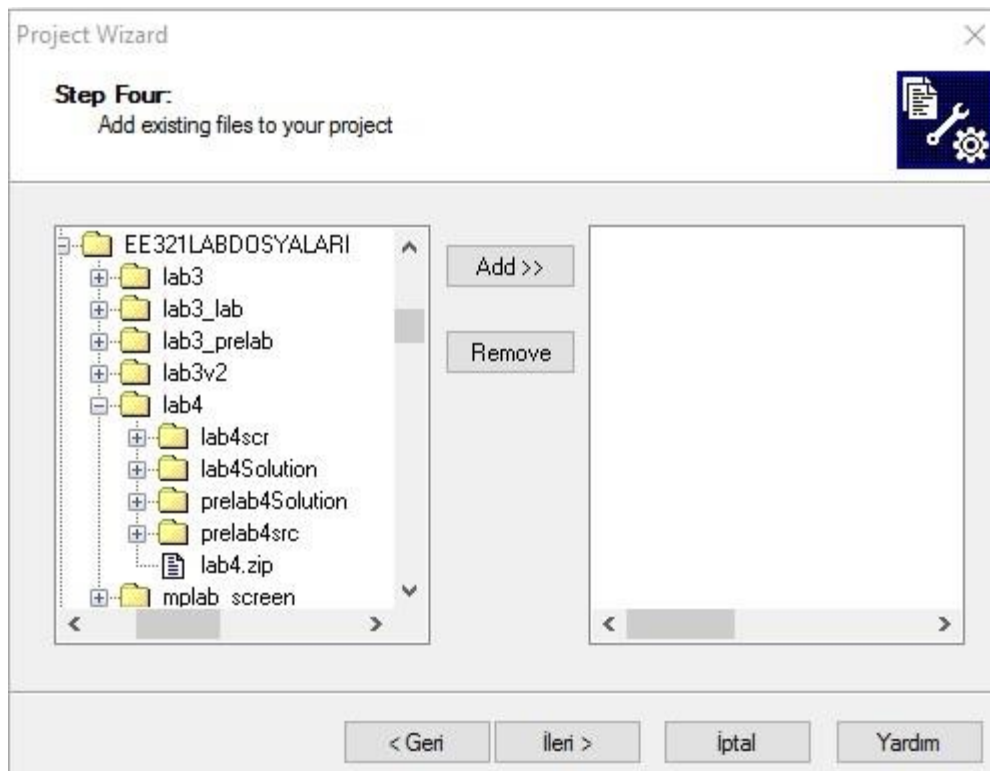 Project Wizard
Step Four:
Add existing files to your project
EE321LABDOSYALARI
lab3
lab3_lab
lab3_prelab
lab3v2
lab4
lab4scr
lab4Solution
prelab4Solution
prelab4src
lab4.zip
mplab_screen
Add >>
Remove
< Geri
İleri >
İptal
Yardım